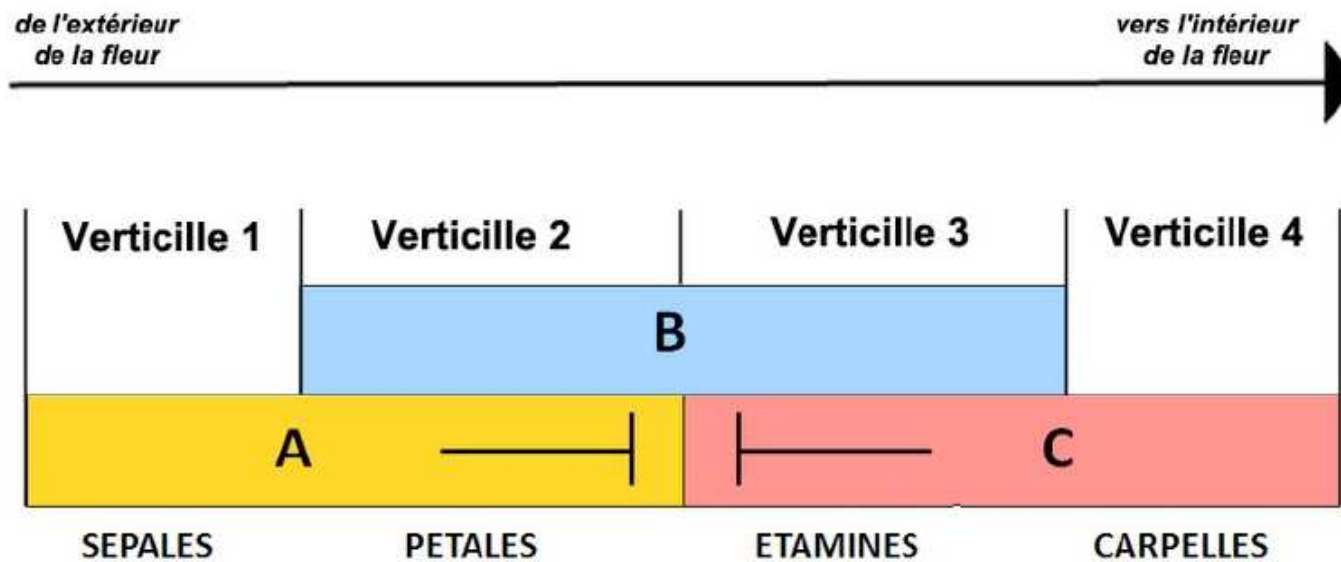 de l'extérieur
de la fleur
vers l'intérieur
de la fleur
Verticille 1 Verticille 2 Verticille 3 Verticille 4
B
A C
SEPALES PETALES ETAMINES CARPELLES